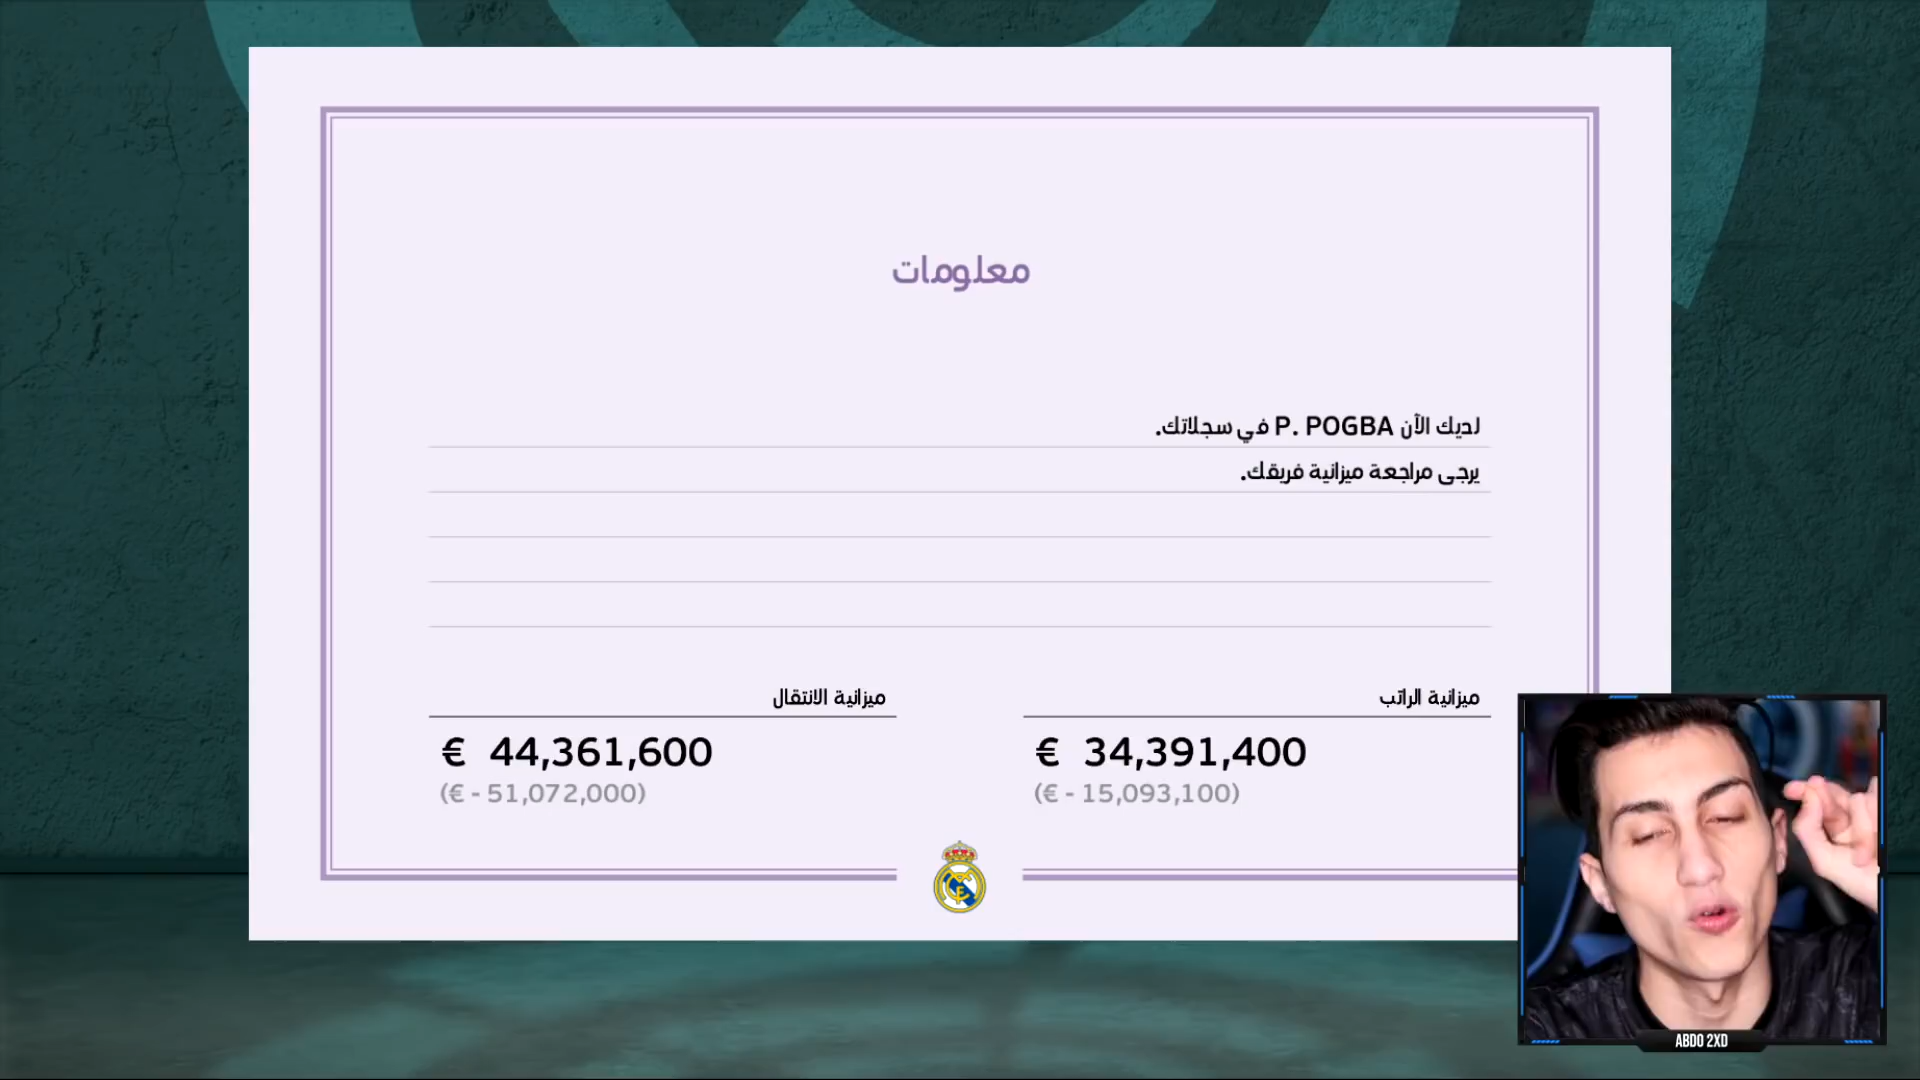 معلومات
لديك الآن P. POGBA في سجلاتك.
يرجى مراجعة ميزانية فريقك.
ميزانية الراتب
€ 34,391,400
(€ - 15,093,100)
ميزانية الانتقال
€ 44,361,600
(€ - 51,072,000)
ABDO 2XD